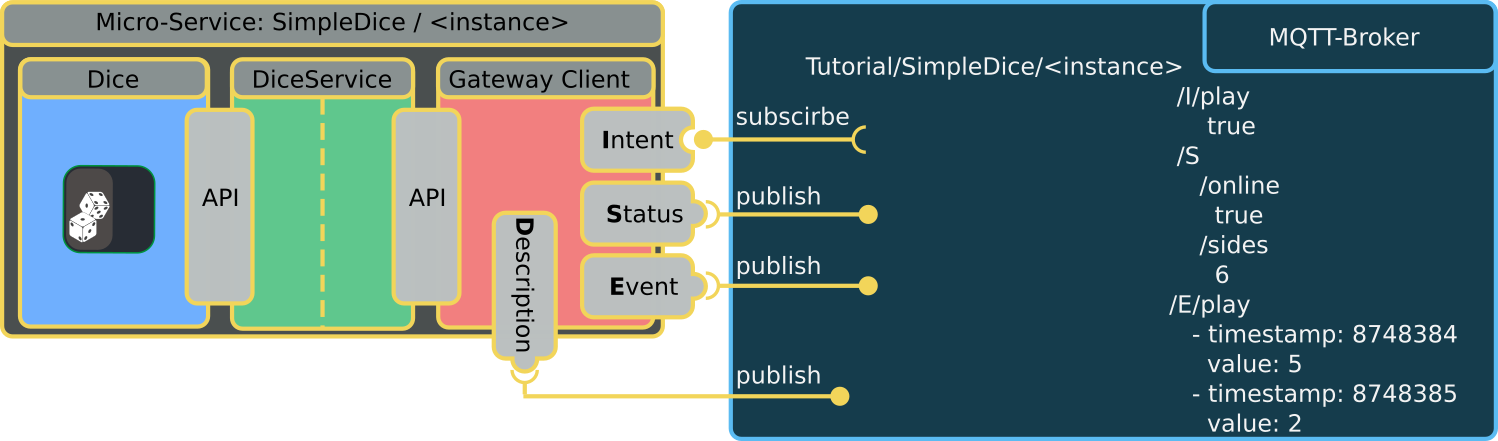 Micro-Service: SimpleDice / <instance>
Dice
DiceService
Gateway Client
API
API
Intent
Status
Event
Description
MQTT-Broker
Tutorial/SimpleDice/<instance>
subscirbe
publish
publish
publish
/I/play
true
/S
/online
true
/sides
6
/E/play
- timestamp: 8748384
value: 5
- timestamp: 8748385
value: 2